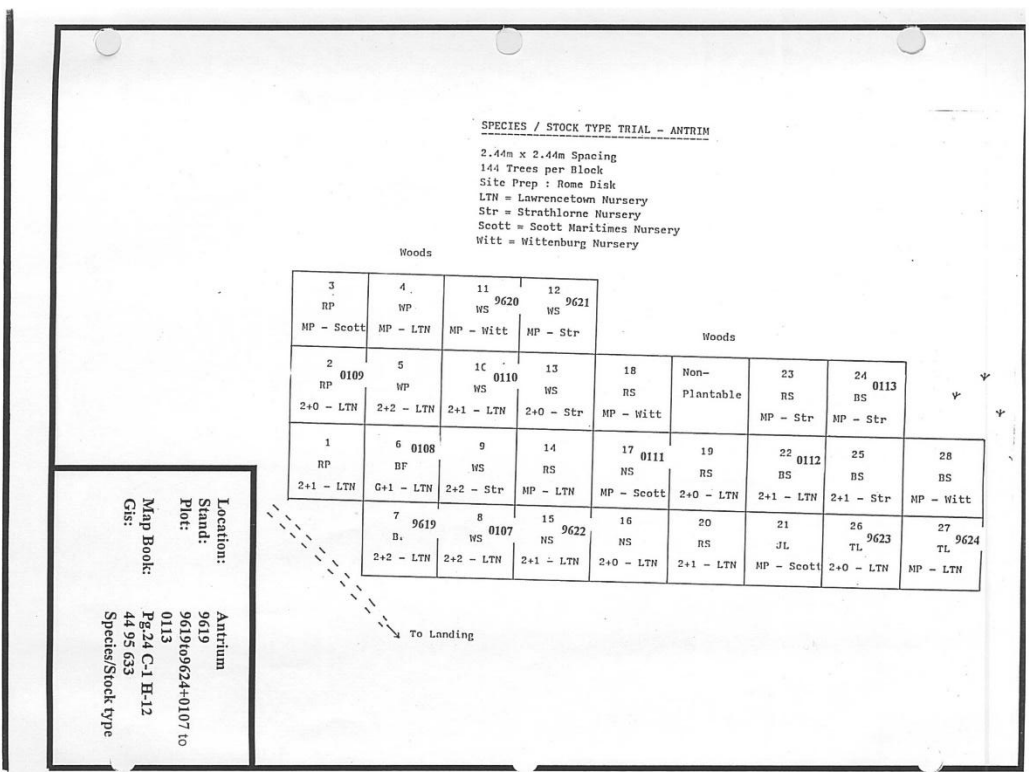 SPECIES / STOCK TYPE TRIAL - ANTRIM
2.44m x 2.44m Spacing
144 Trees per Block
Site Prep : Rome Disk
LTN = Lawrencetown Nursery
Str = Strathlorne Nursery
Scott = Scott Maritimes Nursery
Witt = Wittenburg Nursery
Woods
3 4 11 12
RP WP WS 9620 WS 9621
MP - Scott MP - LTN MP - Witt MP - Str
Woods
2 5 13 18 Non- 23 24
RP 0109 WP WS 0110 WS RS Plantable RS BS 0113
2+0 - LTN 2+2 - LTN 2+1 - LTN 2+0 - Str MP - Witt MP - Str MP - Str
1 6 9 14 17 19 22 25 28
RP BF 0108 WS RS NS 0111 RS BS 0112 BS BS
2+1 - LTN G+1 - LTN 2+2 - Str MP - LTN MP - Scott 2+0 - LTN 2+1 - LTN 2+1 - Str MP - Witt
7 8 15 16 20 21 26 27
9619 WS 0107 NS 9622 NS RS JL TL 9623 TL 9624
2+2 - LTN 2+2 - LTN 2+1 - LTN 2+0 - LTN 2+1 - LTN MP - Scott 2+0 - LTN MP - LTN
To Landing
Location: Antrium
Stand: 9619
Plot: 9619to9624+0107 to
0113
Map Book: Pg.24 C-1 H-12
Gis: 44 95 633
Species/Stock type